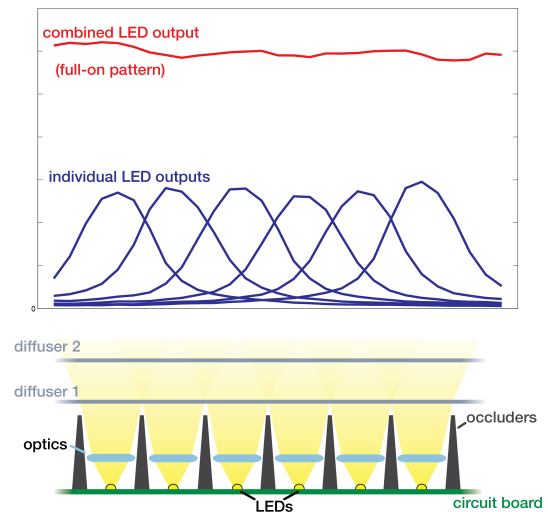 combined LED output
(full-on pattern)
individual LED outputs
0
diffuser 2
diffuser 1
occluders
optics
LEDs
circuit board